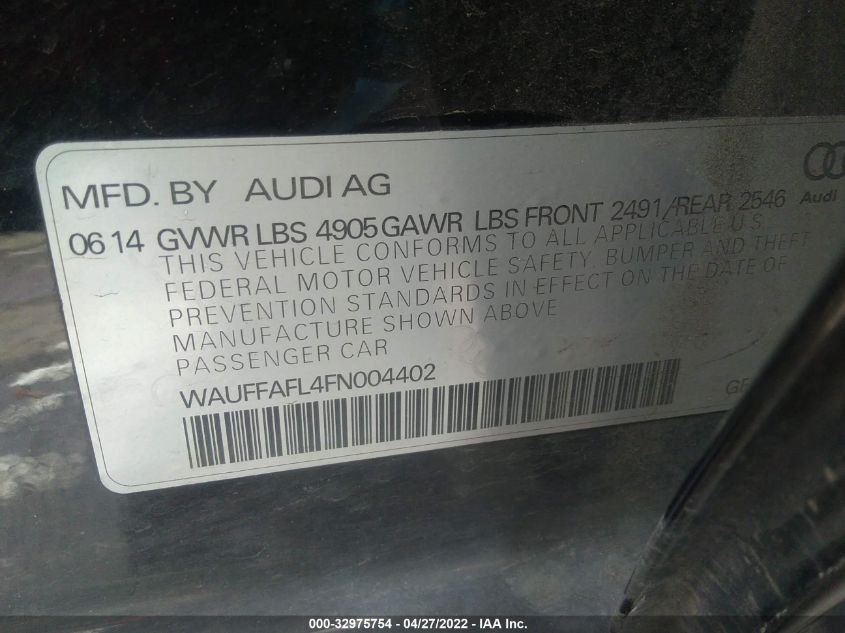 MFD. BY AUDI AG
Audi
06 14 GVWR LBS 4905 GAWR LBS FRONT 2491/REAR 2546
THIS VEHICLE CONFORMS TO ALL APPLICABLE U.S.
FEDERAL MOTOR VEHICLE SAFETY, BUMPER AND THEFT
PREVENTION STANDARDS IN EFFECT ON THE DATE OF
MANUFACTURE SHOWN ABOVE
PASSENGER CAR
WAUFFAFL4FN004402
000-32975754 - 04/27/2022 - IAA Inc.